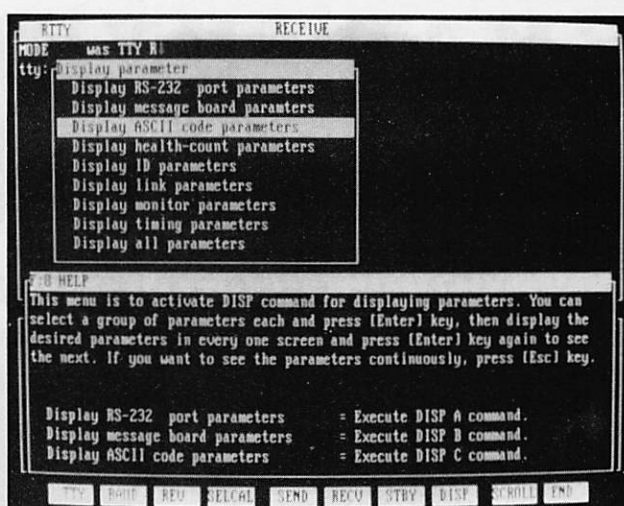 RTTY RECEIVE
MODE was TTY R
tty:
Display parameter
Display RS-232 port parameters
Display message board paramters
Display ASCII code parameters
Display health-count parameters
Display ID parameters
Display link parameters
Display monitor parameters
Display timing parameters
Display all parameters
HELP
This menu is to activate DISP command for displaying parameters. You can
select a group of parameters each and press [Enter] key, then display the
desired parameters in every one screen and press [Enter] key again to see
the next. If you want to see the parameters continuously, press [Esc] key.
Display RS-232 port parameters = Execute DISP A command.
Display message board parameters = Execute DISP B command.
Display ASCII code parameters = Execute DISP C command.
TTY BAUD REV SELCAL SEND RECV STBY DISP SCROLL END